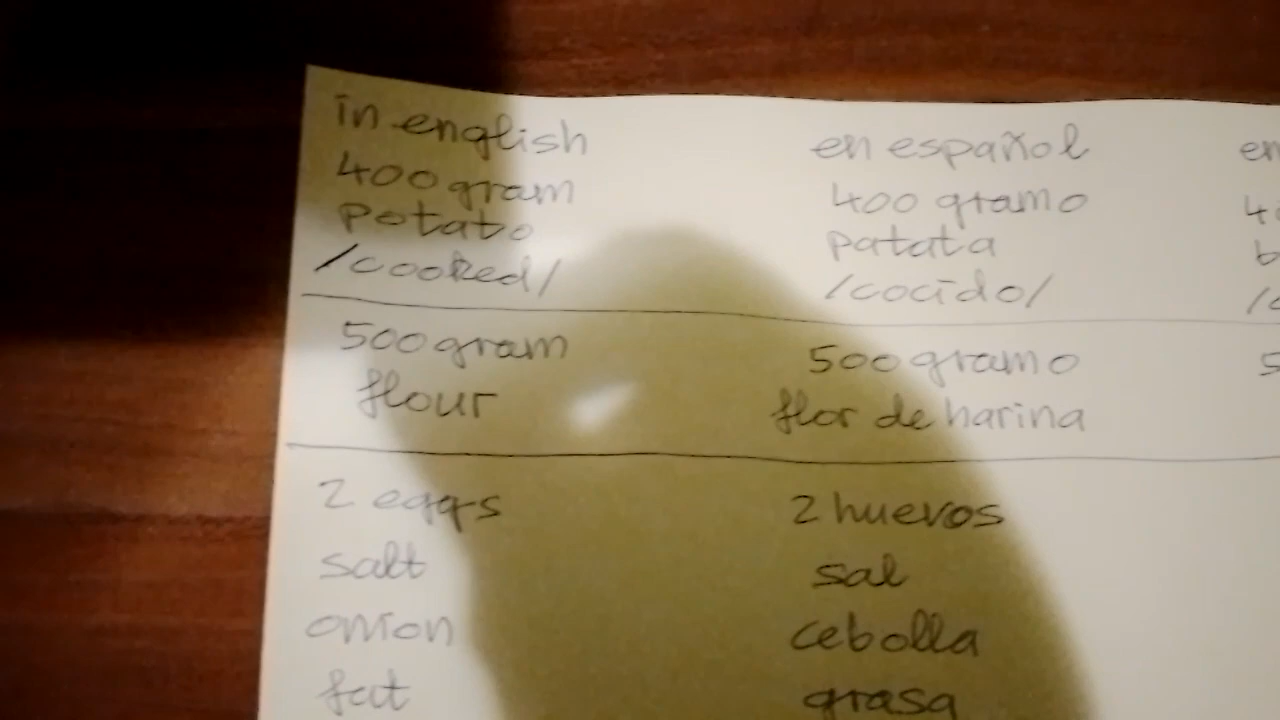 in english
400 gram
potato
/cooked/
500 gram
flour
2 eggs
salt
onion
fat
en español
400 gramo
patata
/cocido/
500 gramo
flor de harina
2 huevos
sal
cebolla
grasa
en